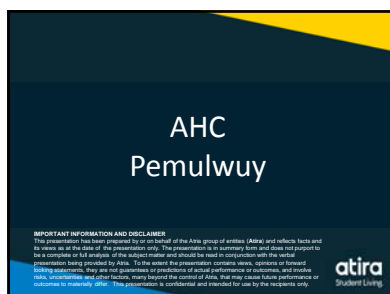 AHC
Pemulwuy
IMPORTANT INFORMATION AND DISCLAIMER
This presentation has been prepared by or on behalf of the Atira group of entities (Atira) and reflects facts and
its views as at the date of the presentation only. The presentation is in summary form and does not purport to
be a complete or full analysis of the subject matter and should be read in conjunction with the verbal
presentation being provided by Atira. To the extent the presentation contains views, opinions or forward
looking statements, they are not guarantees or predictions of actual performance or outcomes, and involve
risks, uncertainties and other factors, many beyond the control of Atira, that may cause future performance or
outcomes to materially differ. This presentation is confidential and intended for use by the recipients only.
atira
Student Living